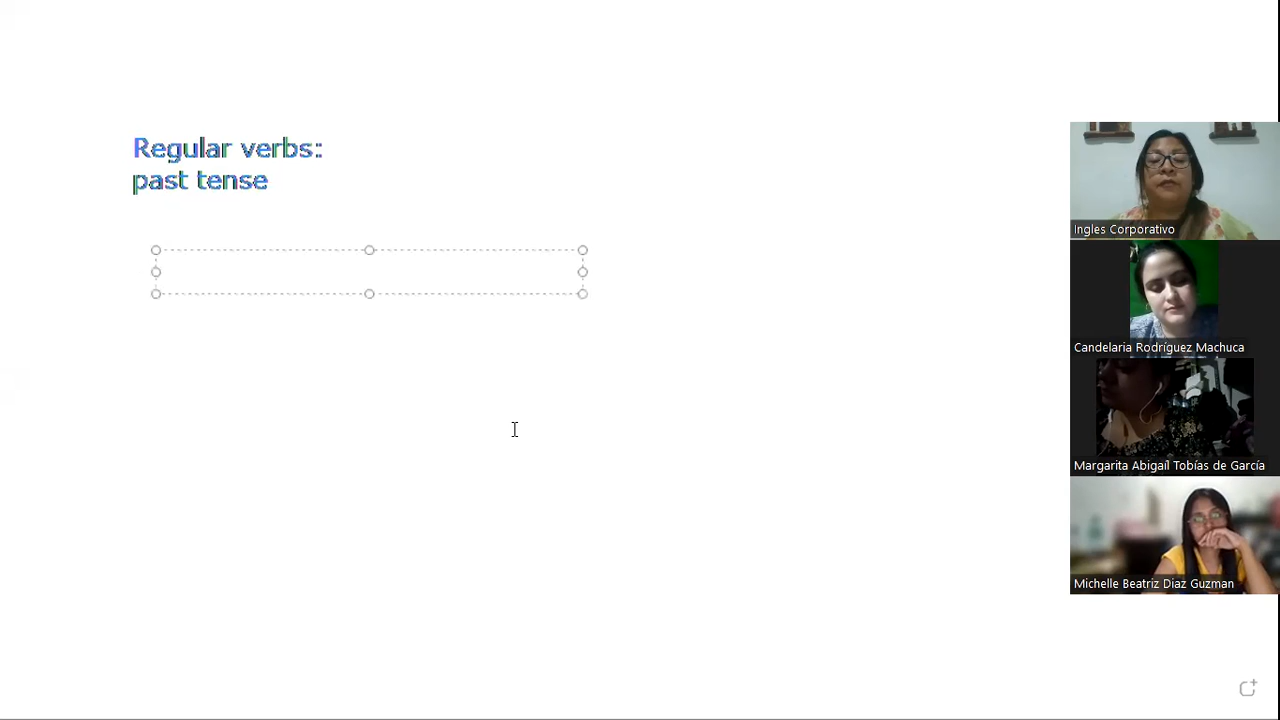 Regular verbs:
past tense
Ingles Corporativo
Candelaria Rodríguez Machuca
Margarita Abigail Tobías de García
Michelle Beatriz Diaz Guzman